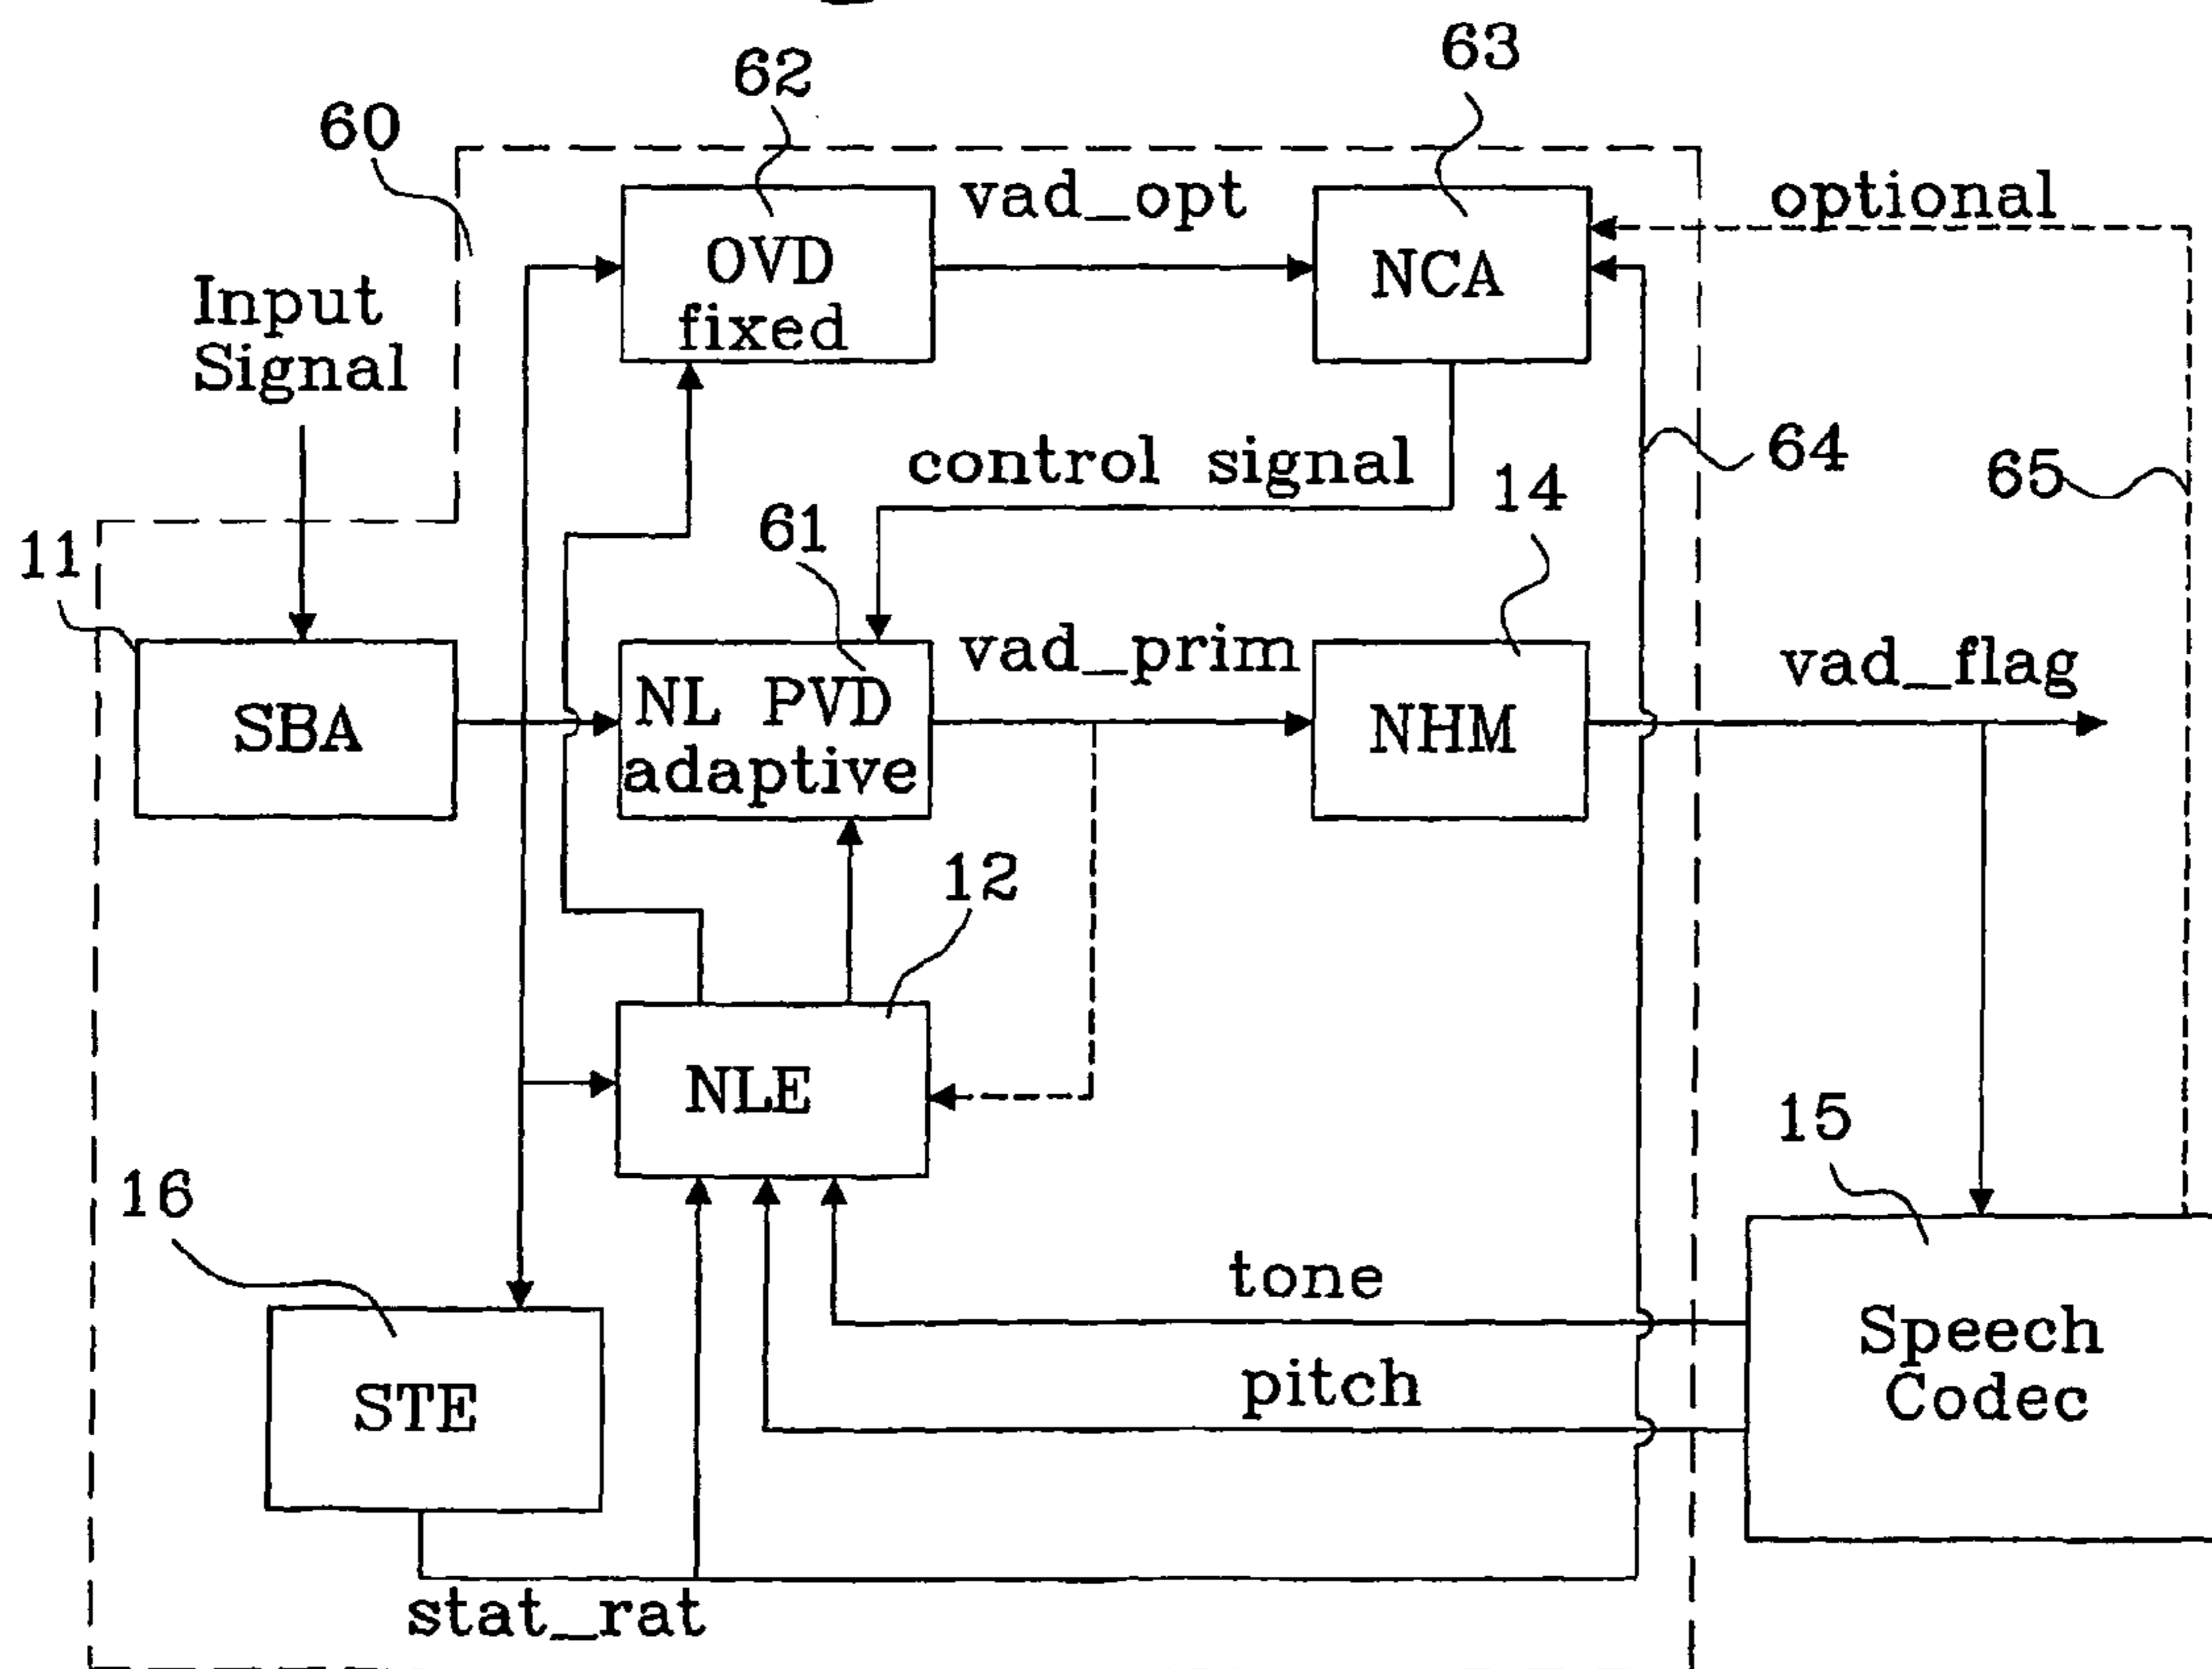 62
63
60
vad_opt
optional
OVD
fixed
NCA
Input
Signal
control signal
64
65
14
61
11
vad_prim
vad_flag
NL PVD
adaptive
SBA
NHM
12
NLE
15
16
tone
Speech
Codec
pitch
STE
stat_rat